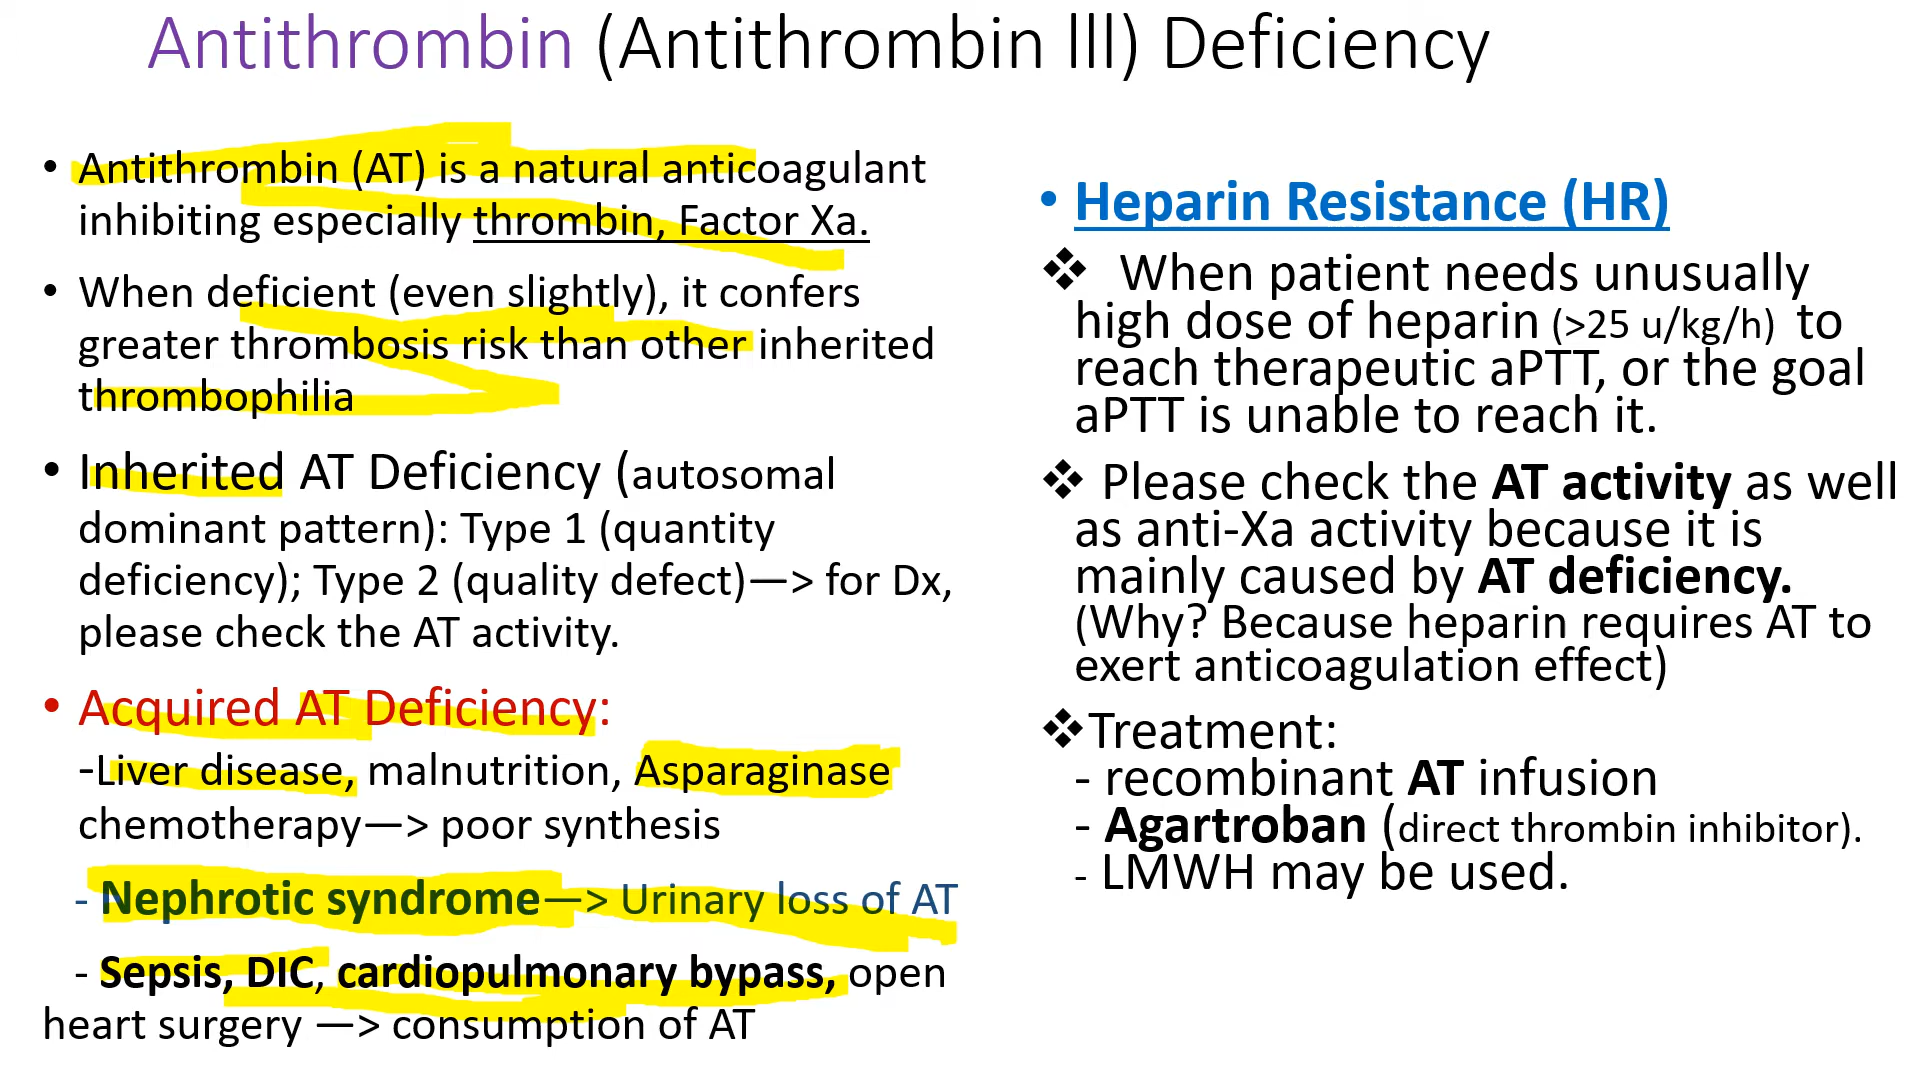 Antithrombin (Antithrombin lll) Deficiency
• Antithrombin (AT) is a natural anticoagulant
inhibiting especially thrombin, Factor Xa.
• When deficient (even slightly), it confers
greater thrombosis risk than other inherited
thrombophilia
• Inherited AT Deficiency (autosomal
dominant pattern): Type 1 (quantity
deficiency); Type 2 (quality defect)—> for Dx,
please check the AT activity.
• Acquired AT Deficiency:
-Liver disease, malnutrition, Asparaginase
chemotherapy—> poor synthesis
- Nephrotic syndrome—> Urinary loss of AT
- Sepsis, DIC, cardiopulmonary bypass, open
heart surgery —> consumption of AT
• Heparin Resistance (HR)
❖ When patient needs unusually
high dose of heparin (>25 u/kg/h) to
reach therapeutic aPTT, or the goal
aPTT is unable to reach it.
❖ Please check the AT activity as well
as anti-Xa activity because it is
mainly caused by AT deficiency.
(Why? Because heparin requires AT to
exert anticoagulation effect)
❖Treatment:
- recombinant AT infusion
- Agartroban (direct thrombin inhibitor).
- LMWH may be used.